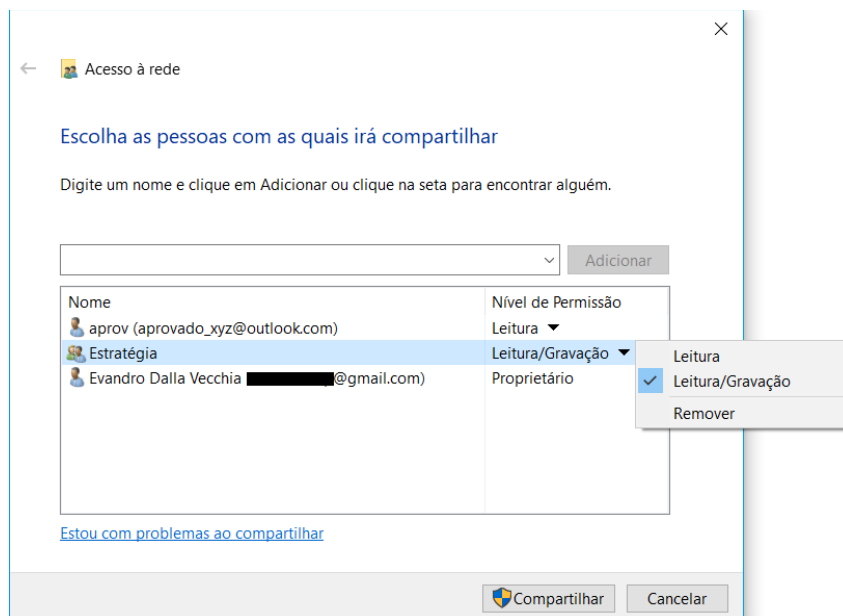 Acesso à rede
Escolha as pessoas com as quais irá compartilhar
Digite um nome e clique em Adicionar ou clique na seta para encontrar alguém.
Adicionar
Nome Nível de Permissão
aprov (aprovado_xyz@outlook.com) Leitura
Estratégia Leitura/Gravação
Evandro Dalla Vecchia @gmail.com) Proprietário
Leitura
Leitura/Gravação
Remover
Estou com problemas ao compartilhar
Compartilhar Cancelar